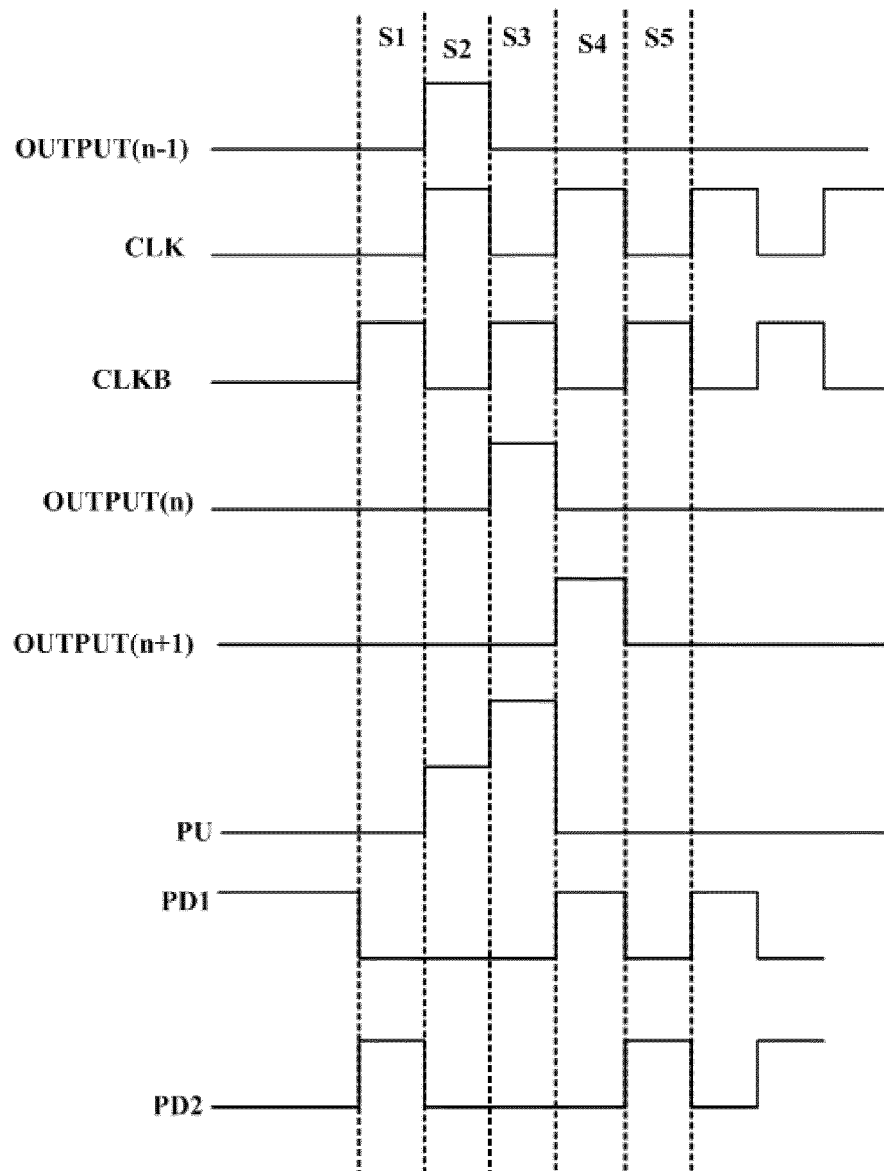 S1
S2
S3
S4
S5
OUTPUT(n-1)
CLK
CLKB
OUTPUT(n)
OUTPUT(n+1)
PU
PD1
PD2